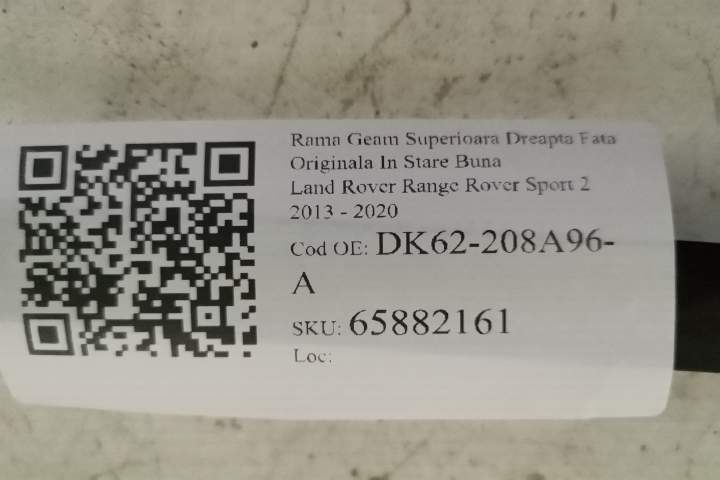 Rama Geam Superioara Dreapta Fata
Originala In Stare Buna
Land Rover Range Rover Sport 2
2013 - 2020
Cod OE: DK62-208A96-
A
SKU: 65882161
Loc: